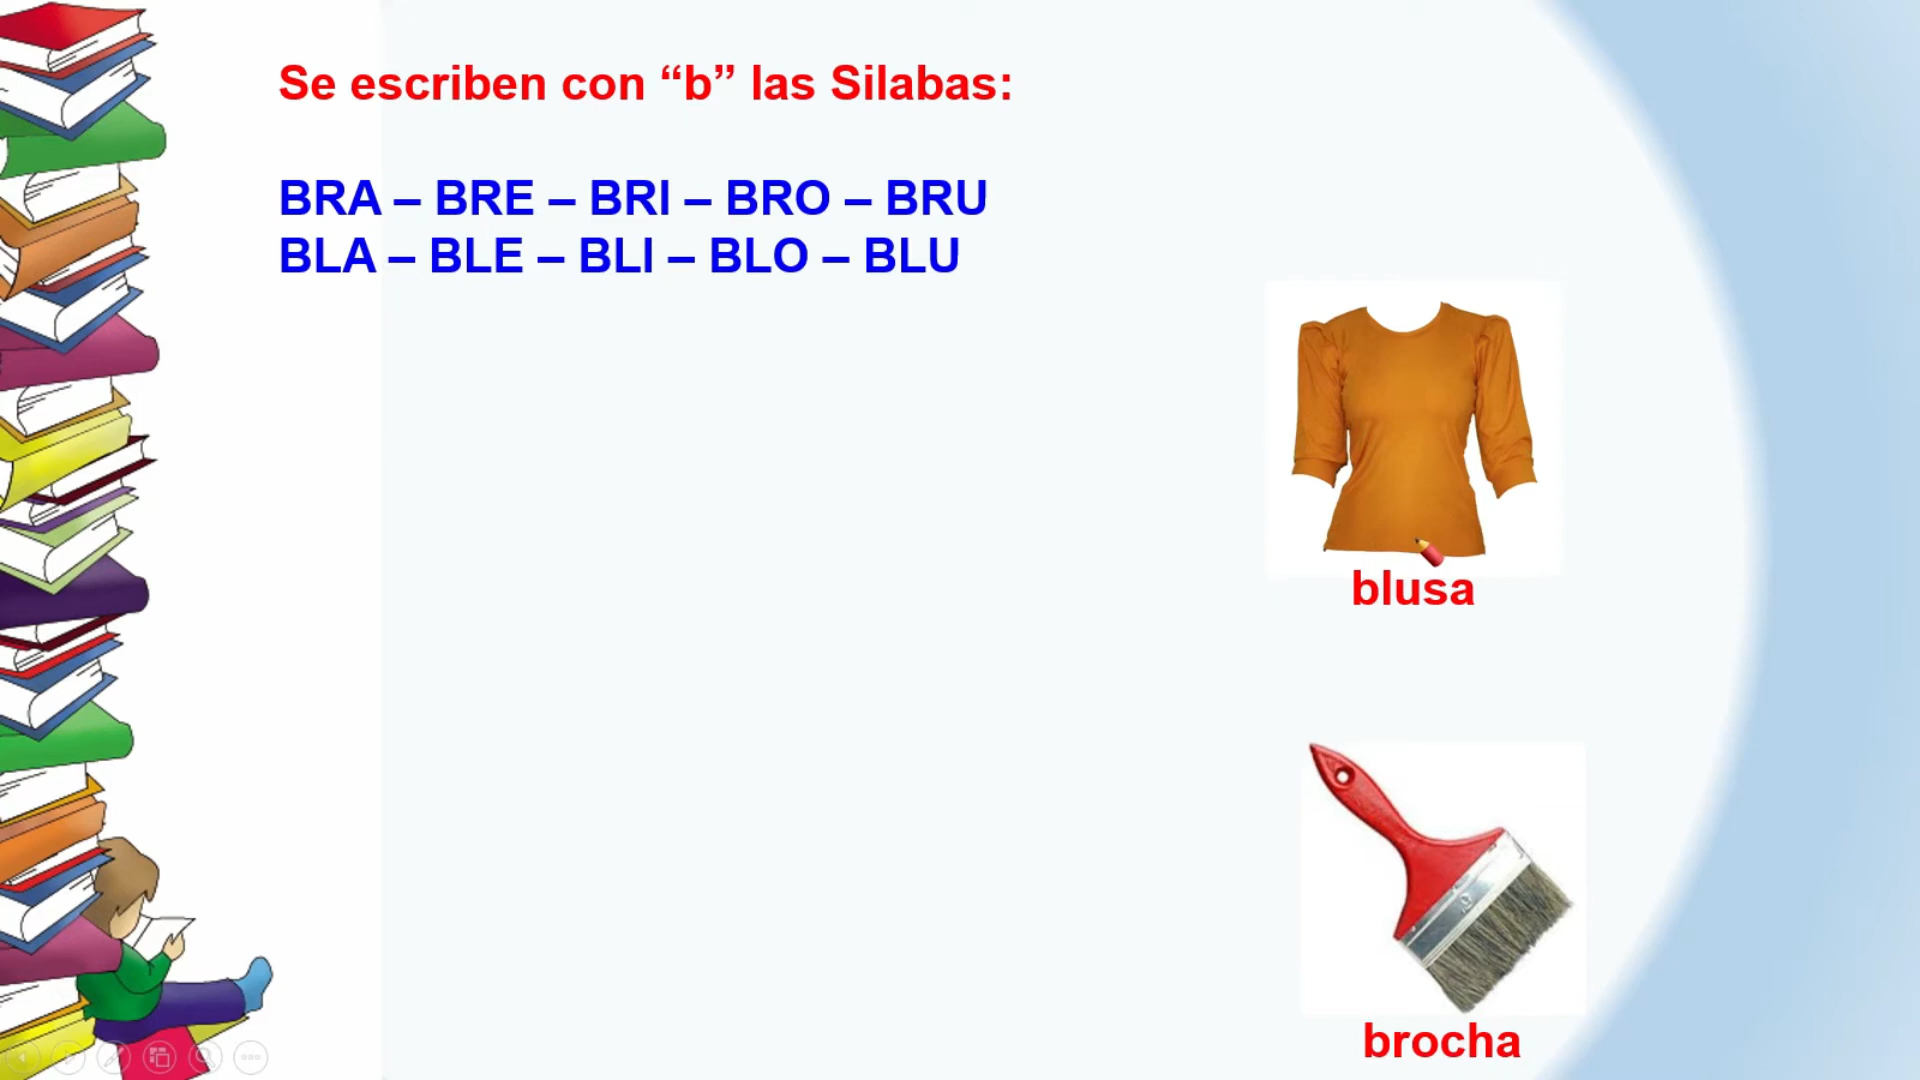 Se escriben con “b” las Silabas:
BRA – BRE – BRI – BRO – BRU
BLA – BLE – BLI – BLO – BLU
blusa
brocha